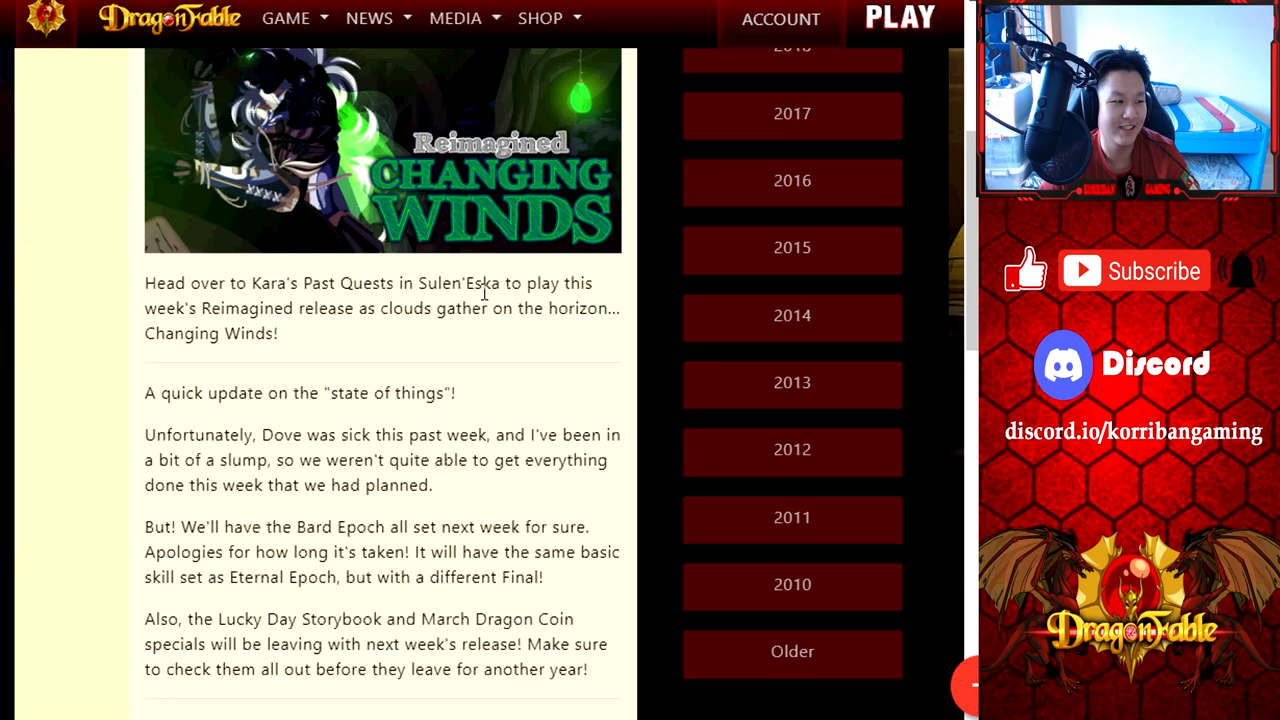 DragonFable GAME NEWS MEDIA SHOP ACCOUNT PLAY
Reimagined
CHANGING
WINDS
Head over to Kara's Past Quests in Sulen'Eska to play this
week's Reimagined release as clouds gather on the horizon...
Changing Winds!
A quick update on the "state of things"!
Unfortunately, Dove was sick this past week, and I've been in
a bit of a slump, so we weren't quite able to get everything
done this week that we had planned.
But! We'll have the Bard Epoch all set next week for sure.
Apologies for how long it's taken! It will have the same basic
skill set as Eternal Epoch, but with a different Final!
Also, the Lucky Day Storybook and March Dragon Coin
specials will be leaving with next week's release! Make sure
to check them all out before they leave for another year!
2017
2016
2015
2014
2013
2012
2011
2010
Older
KORRIBAN GAMING
Subscribe
Discord
discord.io/korribangaming
DragonFable